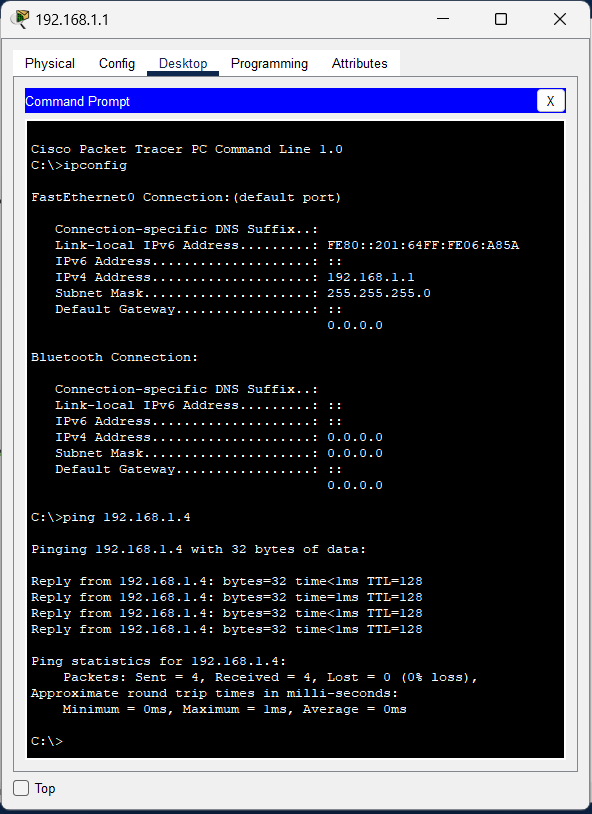 192.168.1.1
Physical Config Desktop Programming Attributes
Command Prompt X
Cisco Packet Tracer PC Command Line 1.0
C:\>ipconfig
FastEthernet0 Connection:(default port)
Connection-specific DNS Suffix..:
Link-local IPv6 Address.........: FE80::201:64FF:FE06:A85A
IPv6 Address....................: ::
IPv4 Address....................: 192.168.1.1
Subnet Mask.....................: 255.255.255.0
Default Gateway.................: ::
0.0.0.0
Bluetooth Connection:
Connection-specific DNS Suffix..:
Link-local IPv6 Address.........: ::
IPv6 Address....................: ::
IPv4 Address....................: 0.0.0.0
Subnet Mask.....................: 0.0.0.0
Default Gateway.................: ::
0.0.0.0
C:\>ping 192.168.1.4
Pinging 192.168.1.4 with 32 bytes of data:
Reply from 192.168.1.4: bytes=32 time<1ms TTL=128
Reply from 192.168.1.4: bytes=32 time=1ms TTL=128
Reply from 192.168.1.4: bytes=32 time<1ms TTL=128
Reply from 192.168.1.4: bytes=32 time<1ms TTL=128
Ping statistics for 192.168.1.4:
Packets: Sent = 4, Received = 4, Lost = 0 (0% loss),
Approximate round trip times in milli-seconds:
Minimum = 0ms, Maximum = 1ms, Average = 0ms
C:\>
Top